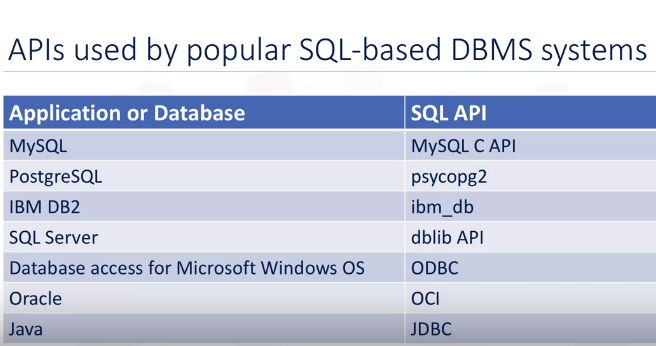 APIs used by popular SQL-based DBMS systems
Application or Database SQL API
MySQL MySQL C API
PostgreSQL psycopg2
IBM DB2 ibm_db
SQL Server dblib API
Database access for Microsoft Windows OS ODBC
Oracle OCI
Java JDBC